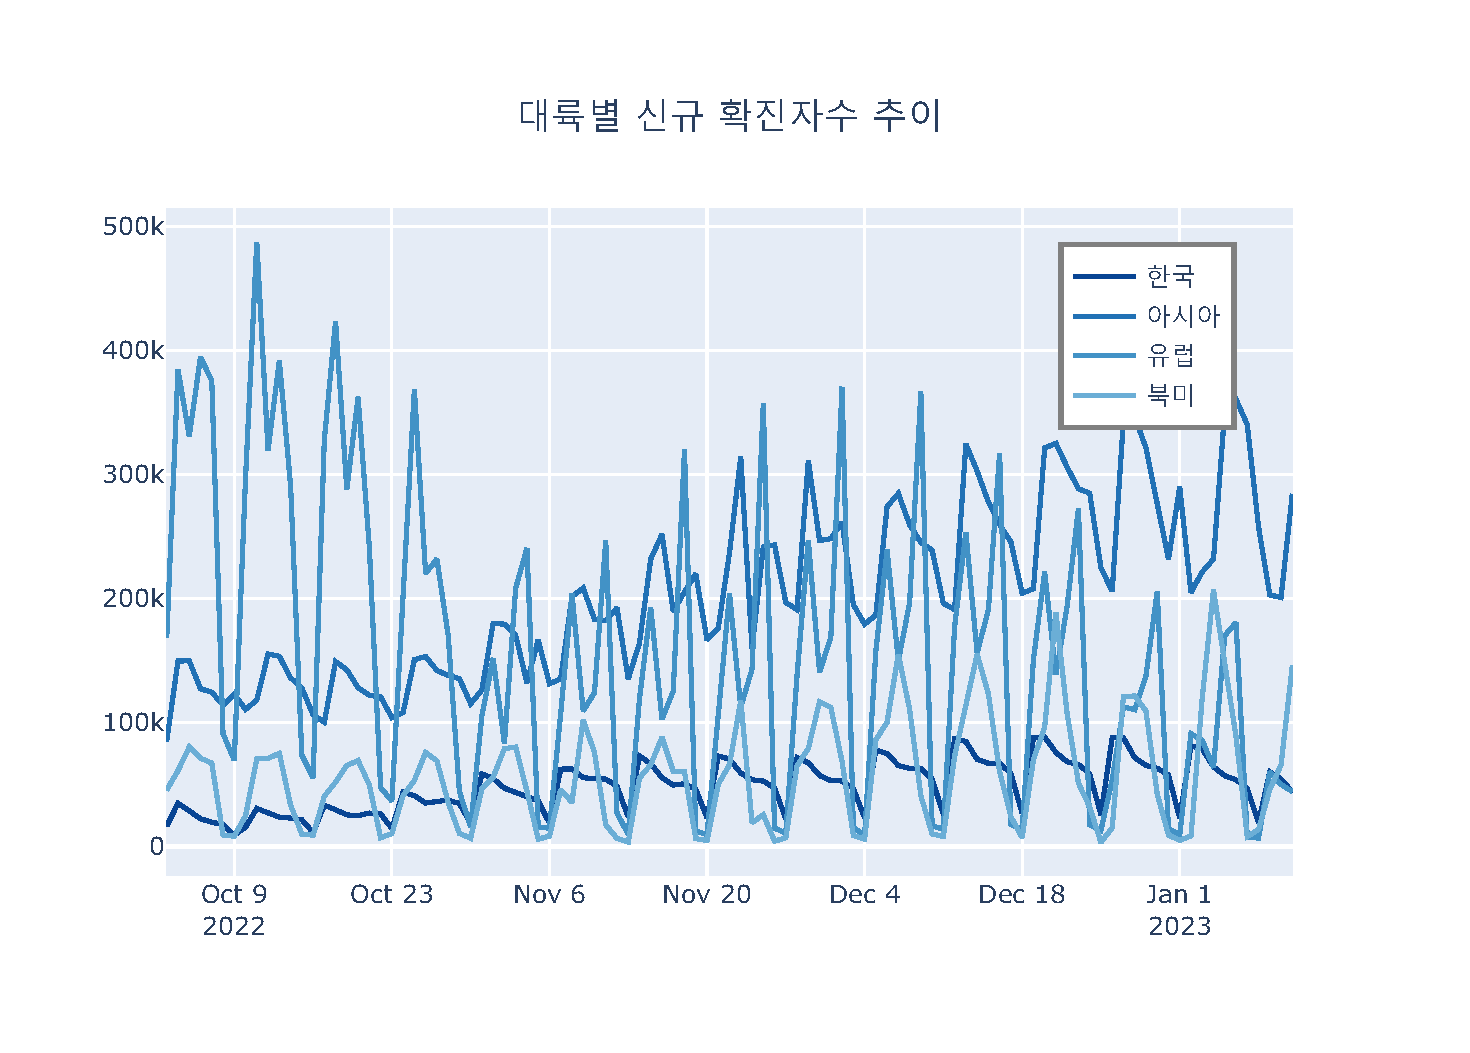 대륙별 신규 확진자수 추이
500k
400k
300k
200k
100k
0
한국
아시아
유럽
북미
Oct 9
2022
Oct 23
Nov 6
Nov 20
Dec 4
Dec 18
Jan 1
2023